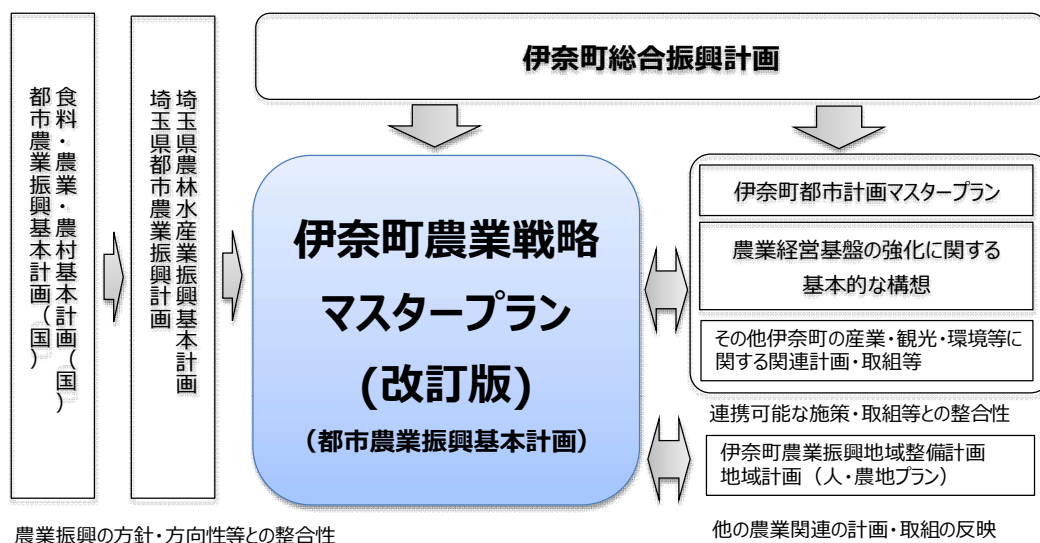 伊奈町総合振興計画
食料・農業・農村基本計画(国)
都市農業振興基本計画(国)
埼玉県農林水産業振興基本計画
埼玉県都市農業振興計画
伊奈町農業戦略
マスタープラン
(改訂版)
(都市農業振興基本計画)
伊奈町都市計画マスタープラン
農業経営基盤の強化に関する
基本的な構想
その他伊奈町の産業・観光・環境等に
関する関連計画・取組等
連携可能な施策・取組等との整合性
伊奈町農業振興地域整備計画
地域計画（人・農地プラン）
農業振興の方針・方向性等との整合性
他の農業関連の計画・取組の反映